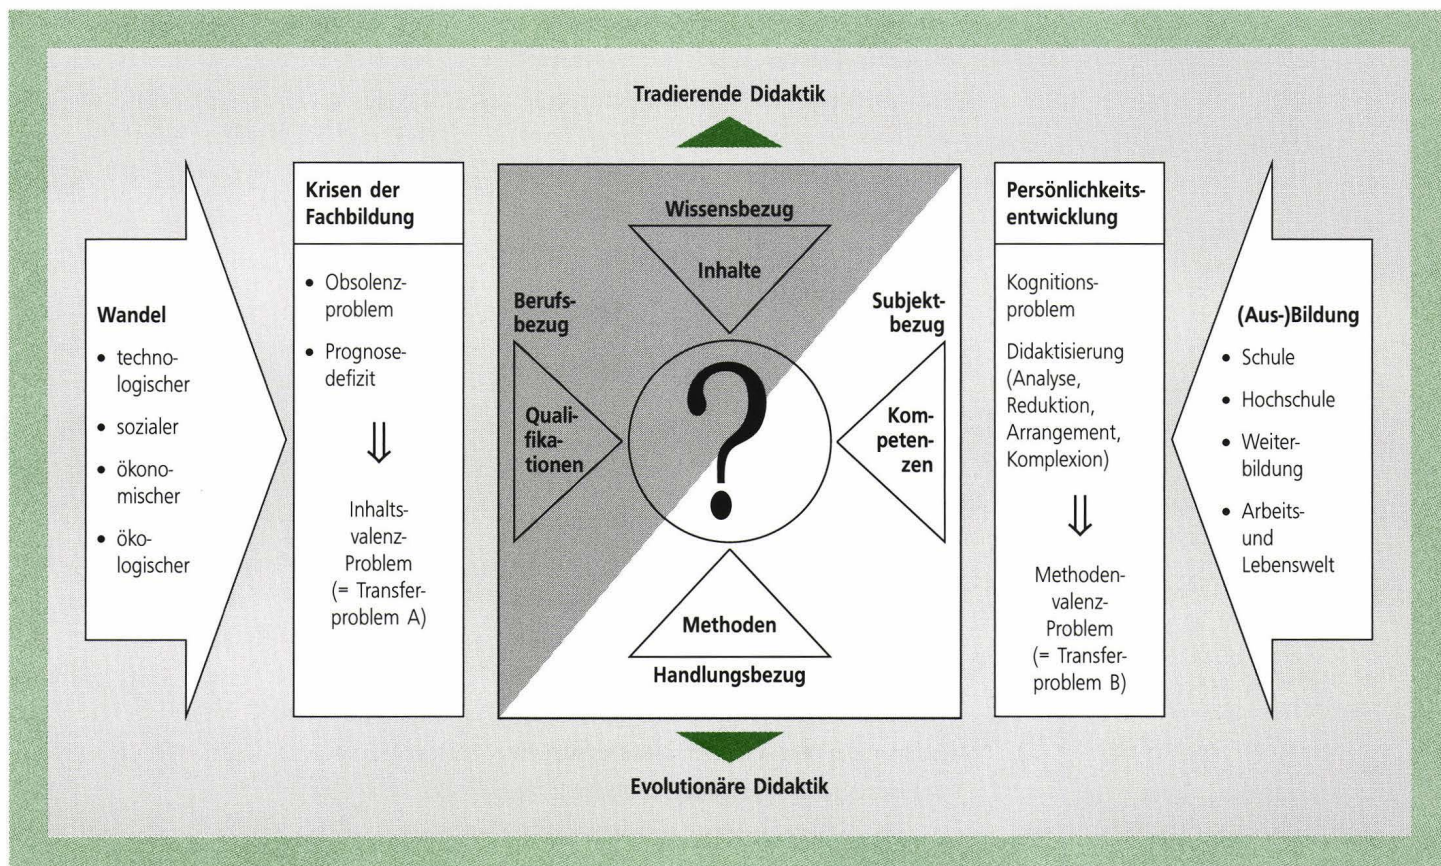 Tradierende Didaktik
Wandel
• techno-
logischer
• sozialer
• ökono-
mischer
• öko-
logischer
Krisen der
Fachbildung
• Obsolenz-
problem
• Prognose-
defizit
⇓
Inhalts-
valenz-
Problem
(= Transfer-
problem A)
Wissensbezug
Inhalte
Berufs-
bezug
Quali-
fika-
tionen
?
Subjekt-
bezug
Kom-
peten-
zen
Methoden
Handlungsbezug
Persönlichkeits-
entwicklung
Kognitions-
problem
Didaktisierung
(Analyse,
Reduktion,
Arrangement,
Komplexion)
⇓
Methoden-
valenz-
Problem
(= Transfer-
problem B)
(Aus-)Bildung
• Schule
• Hochschule
• Weiter-
bildung
• Arbeits-
und
Lebenswelt
Evolutionäre Didaktik